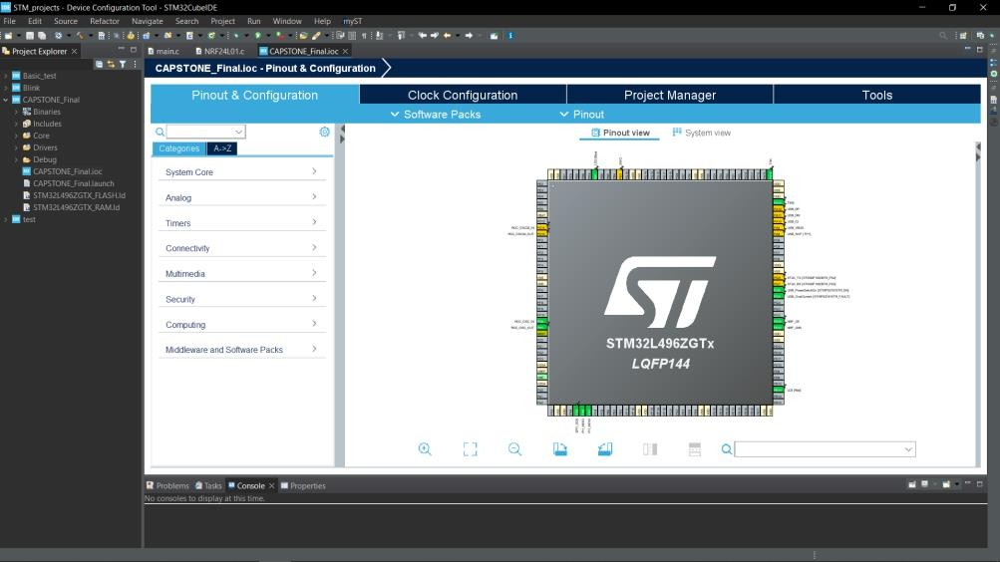 STM_projects - Device Configuration Tool - STM32CubeIDE
File Edit Source Refactor Navigate Search Project Run Window Help myST
Project Explorer
main.c NRF24L01.c CAPSTONE_Final.ioc
CAPSTONE_Final.ioc - Pinout & Configuration
Pinout & Configuration Clock Configuration Project Manager Tools
Software Packs Pinout
Pinout view System view
Categories A->Z
System Core
Analog
Timers
Connectivity
Multimedia
Security
Computing
Middleware and Software Packs
Basic_test
Blink
CAPSTONE_Final
Binaries
Includes
Core
Drivers
Debug
CAPSTONE_Final.ioc
CAPSTONE_Final.launch
STM32L496ZGTX_FLASH.ld
STM32L496ZGTX_RAM.ld
test
STM32L496ZGTx
LQFP144
Problems Tasks Console Properties
No consoles to display at this time.